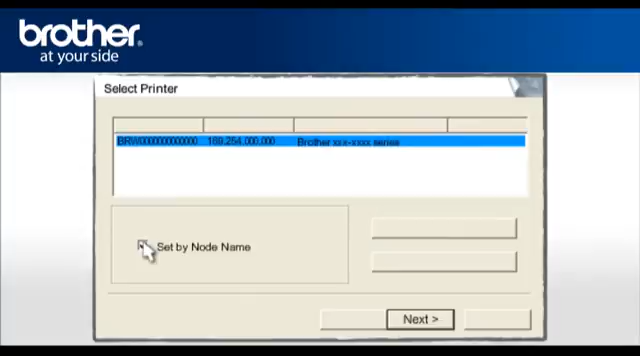 brother
at your side
Select Printer
BRW000000000000 169.254.000.000 Brother xxx-xxxx series
Set by Node Name
Next >